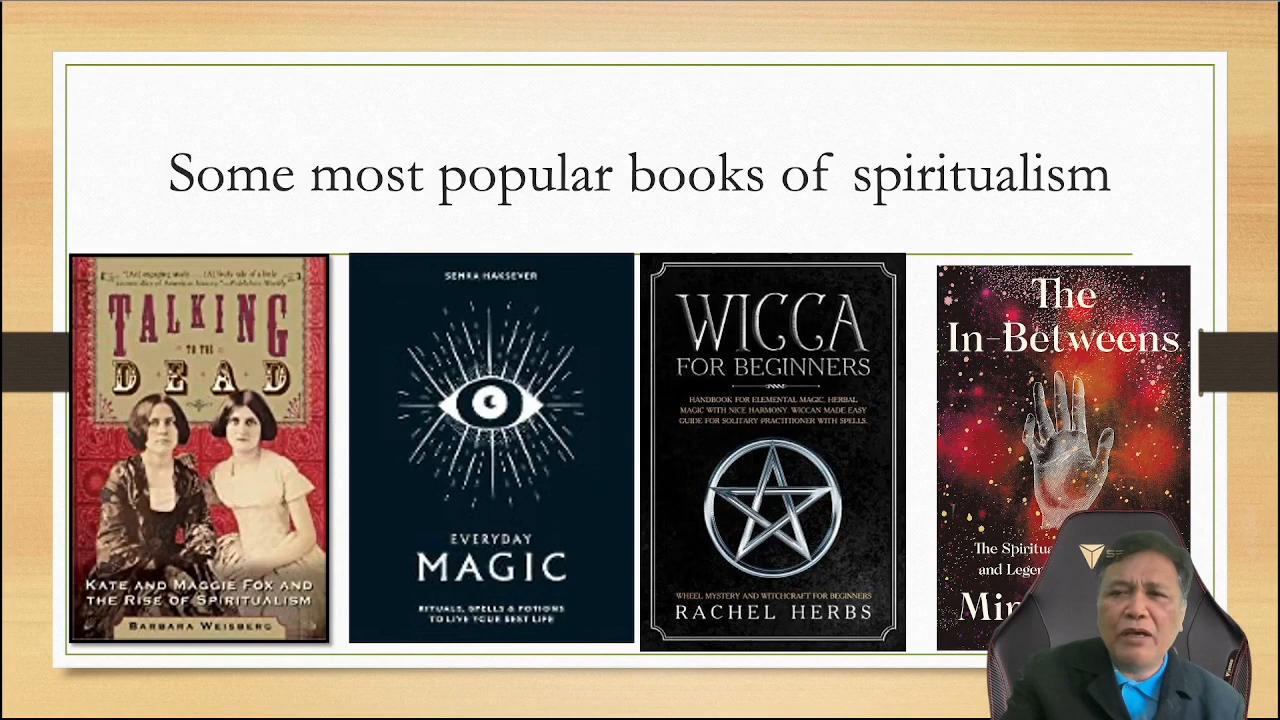 Some most popular books of spiritualism
TALKING
TO THE
DEAD
KATE AND MAGGIE FOX AND
THE RISE OF SPIRITUALISM
BARBARA WEISBERG
SEMRA HAKSEVER
EVERYDAY
MAGIC
RITUALS, SPELLS & POTIONS
TO LIVE YOUR BEST LIFE
WICCA
FOR BEGINNERS
HANDBOOK FOR ELEMENTAL MAGIC, HERBAL
MAGIC WITH NICE HARMONY. WICCAN MADE EASY
GUIDE FOR SOLITARY PRACTITIONER WITH SPELLS.
WHEEL MYSTERY AND WITCHCRAFT FOR BEGINNERS
RACHEL HERBS
The
In-Betweens
The
and